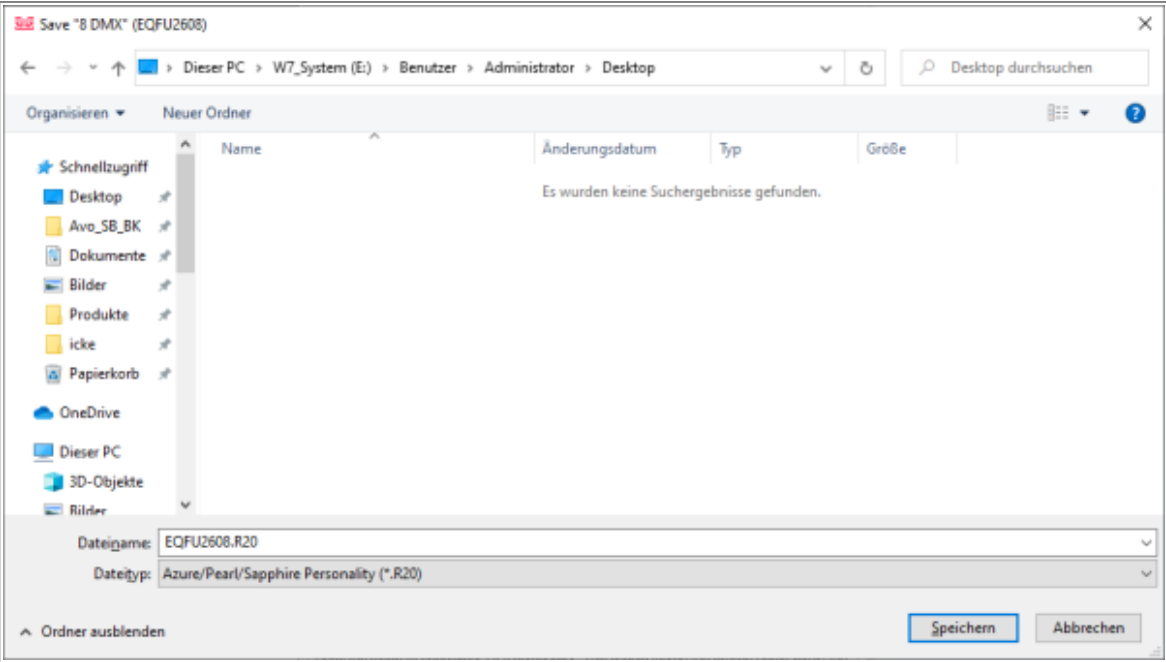 Save "8 DMX" (EQFU2608)
Dieser PC > W7_System (E:) > Benutzer > Administrator > Desktop
Desktop durchsuchen
Organisieren Neuer Ordner
Name Änderungsdatum Typ Größe
Es wurden keine Suchergebnisse gefunden.
Schnellzugriff
Desktop
Avo_SB_BK
Dokumente
Bilder
Produkte
icke
Papierkorb
OneDrive
Dieser PC
3D-Objekte
Bilder
Dateiname: EQFU2608.R20
Dateityp: Azure/Pearl/Sapphire Personality (*.R20)
Ordner ausblenden
Speichern Abbrechen